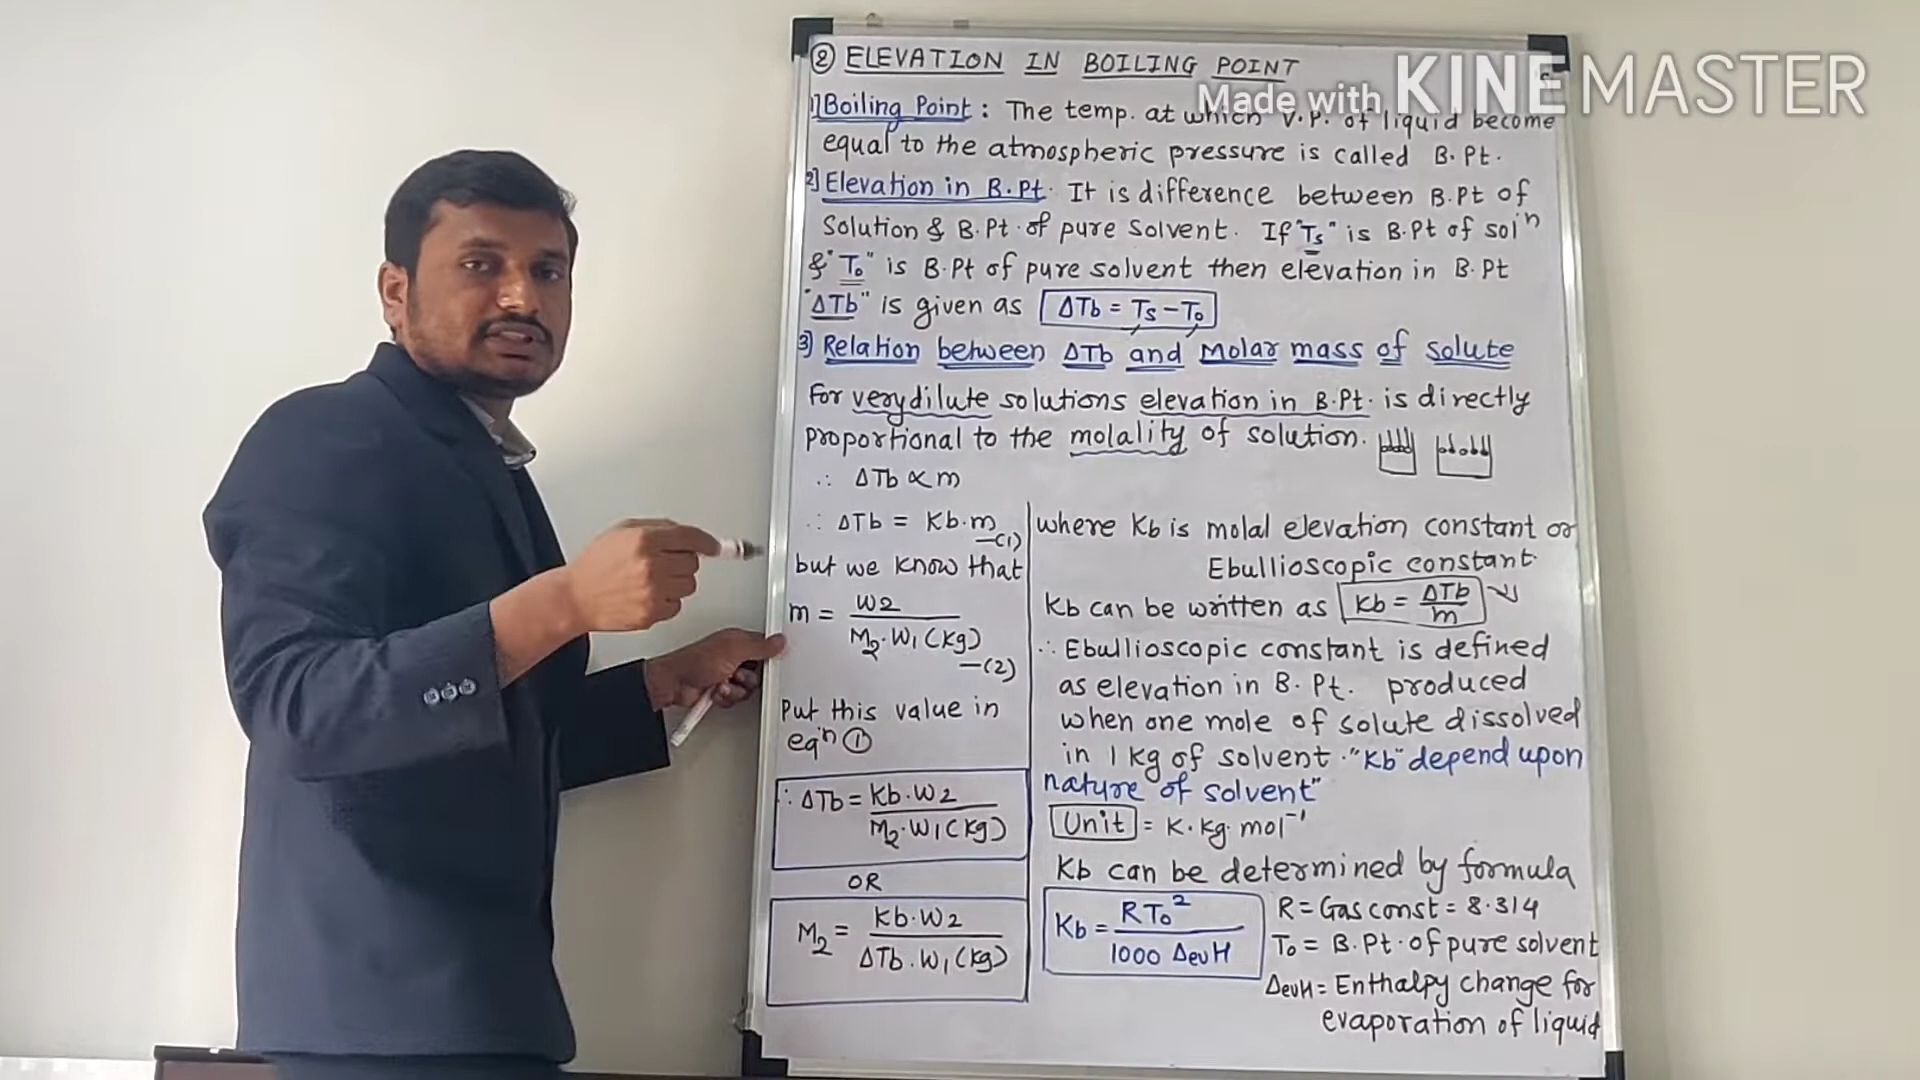 ② ELEVATION IN BOILING POINT
Made with KINEMASTER
1] Boiling Point : The temp. at which V.P. of liquid become
equal to the atmospheric pressure is called B.Pt.
2] Elevation in B.Pt. It is difference between B.Pt of
Solution & B.Pt. of pure Solvent. If "Ts" is B.Pt of solⁿ
& "T₀" is B.Pt of pure solvent then elevation in B.Pt
"ΔTb" is given as ΔTb = Ts – T₀
3] Relation between ΔTb and Molar mass of solute
For very dilute solutions elevation in B.Pt. is directly
proportional to the molality of solution.
∴ ΔTb ∝ m
∴ ΔTb = Kb.m —(1)
but we know that
m = W2 / M₂.W₁(Kg) —(2)
Put this value in
eqⁿ ①
∴ ΔTb = Kb.W2 / M₂.W₁(Kg)
OR
M₂ = Kb.W2 / ΔTb.W₁(Kg)
where Kb is molal elevation constant or
Ebullioscopic constant.
Kb can be written as Kb = ΔTb / m
∴ Ebullioscopic constant is defined
as elevation in B.Pt. produced
when one mole of solute dissolved
in 1 kg of solvent. "Kb" depend upon
nature of solvent"
Unit = K.Kg.mol⁻¹
Kb can be determined by formula
Kb = RT₀² / 1000 ΔevH
R = Gas const = 8.314
T₀ = B.Pt. of pure solvent
ΔevH = Enthalpy change for
evaporation of liquid